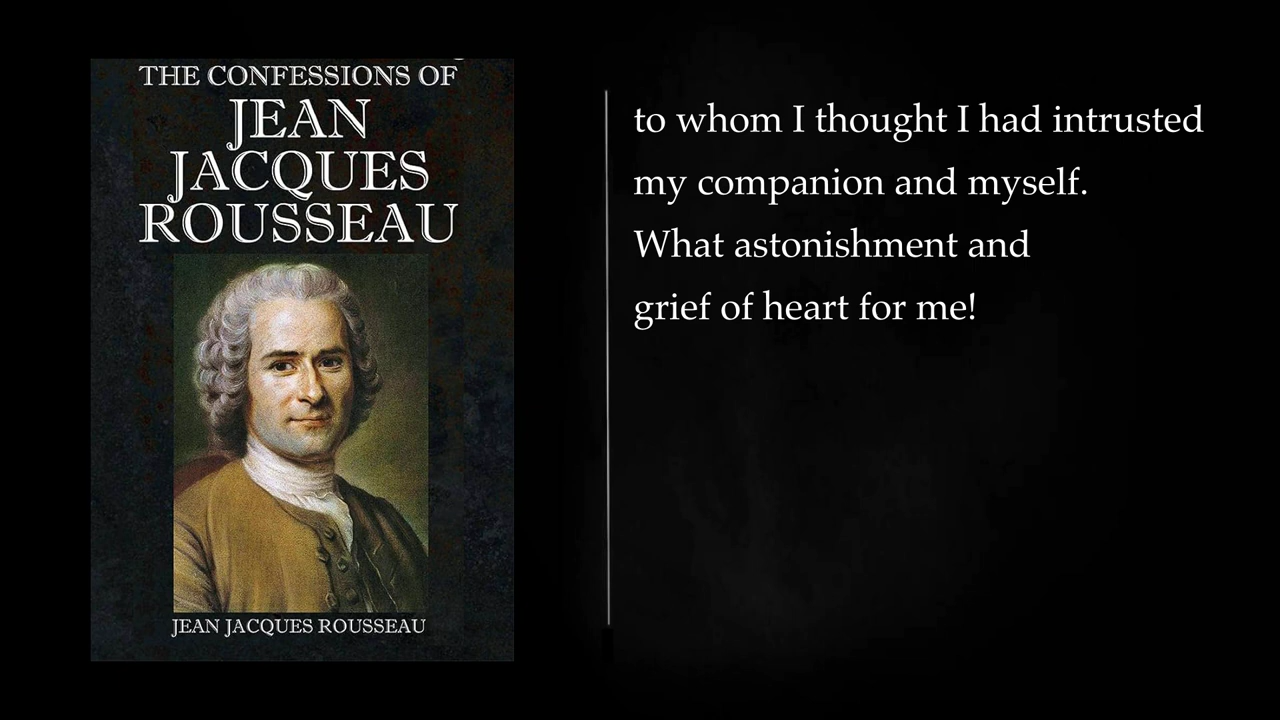 THE CONFESSIONS OF
JEAN
JACQUES
ROUSSEAU
JEAN JACQUES ROUSSEAU
to whom I thought I had intrusted
my companion and myself.
What astonishment and
grief of heart for me!